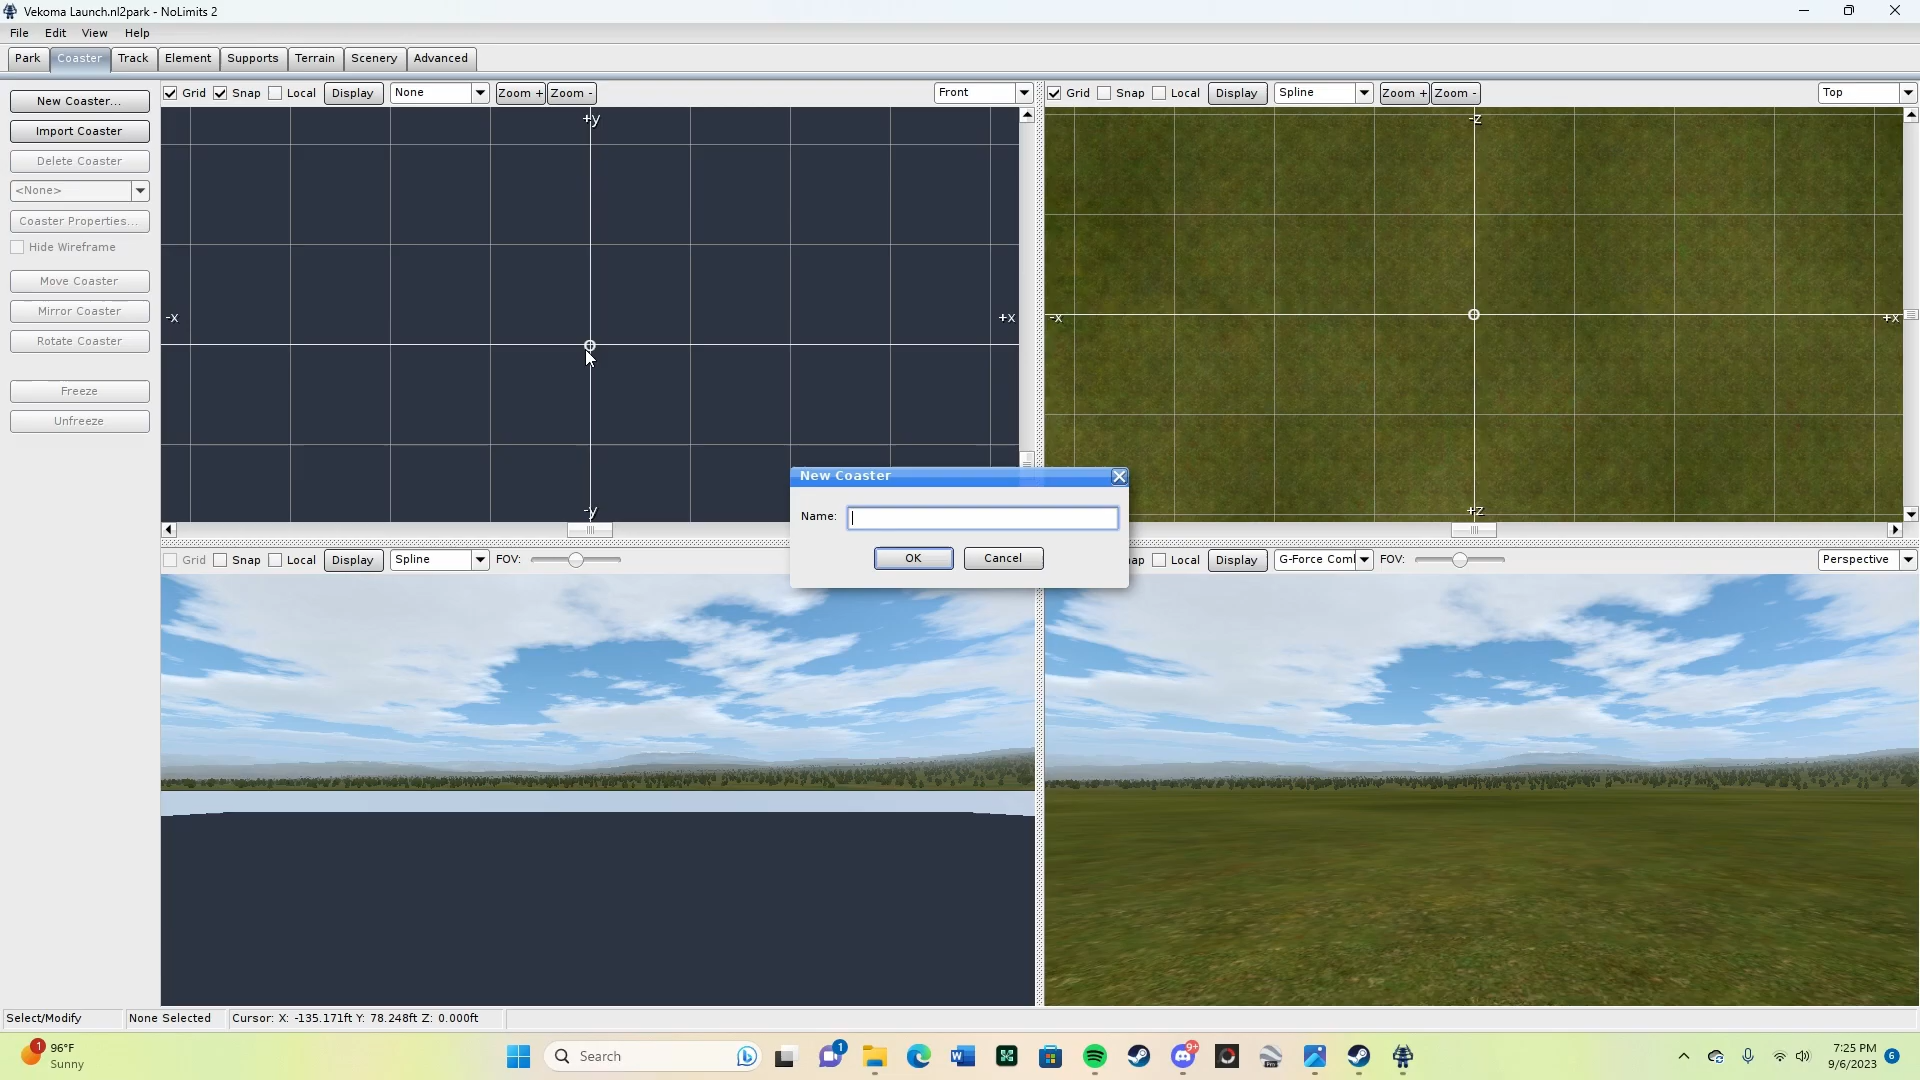 Vekoma Launch.nl2park - NoLimits 2
File Edit View Help
Park Coaster Track Element Supports Terrain Scenery Advanced
New Coaster...
Import Coaster
Delete Coaster
<None>
Coaster Properties...
Hide Wireframe
Move Coaster
Mirror Coaster
Rotate Coaster
Freeze
Unfreeze
Grid Snap Local Display None Zoom + Zoom - Front
+y
-x +x
-y
Grid Snap Local Display Spline Zoom + Zoom - Top
-z
-x +x
+z
New Coaster
Name:
OK Cancel
Grid Snap Local Display Spline FOV:
Local Display G-Force FOV: Perspective
Select/Modify None Selected Cursor: X: -135.171ft Y: 78.248ft Z: 0.000ft
1
96°F
Sunny
Search
1
9+
7:25 PM
9/6/2023
6